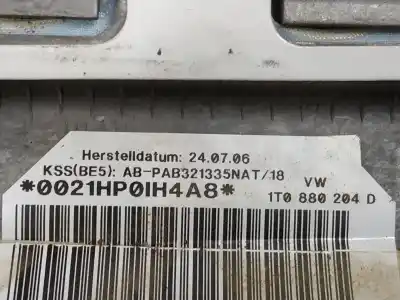 Herstelldatum: 24.07.06
KSS(BE5): AB-PAB321335NAT/18
VW
*0021HP0IH4A8*
1T0 880 204 D